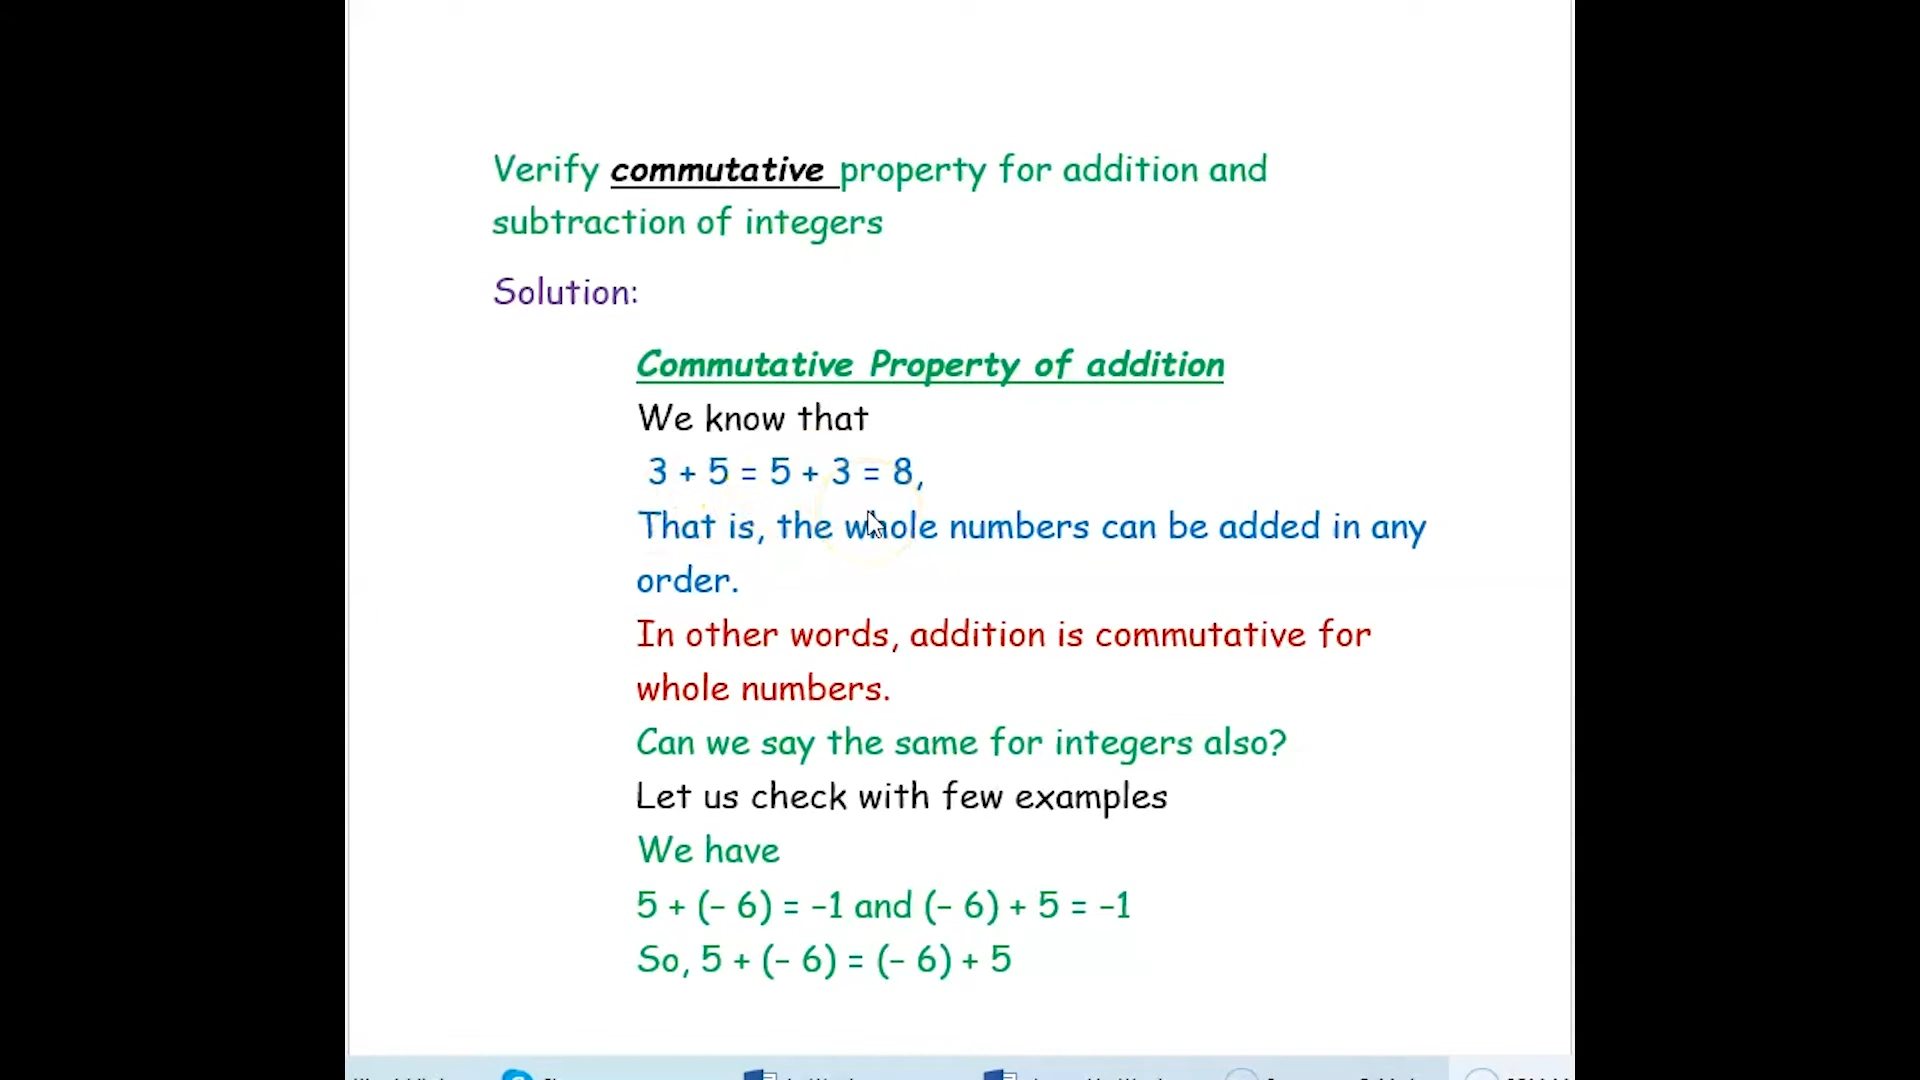 Verify commutative property for addition and
subtraction of integers
Solution:
Commutative Property of addition
We know that
3 + 5 = 5 + 3 = 8,
That is, the whole numbers can be added in any
order.
In other words, addition is commutative for
whole numbers.
Can we say the same for integers also?
Let us check with few examples
We have
5 + (– 6) = –1 and (– 6) + 5 = –1
So, 5 + (– 6) = (– 6) + 5